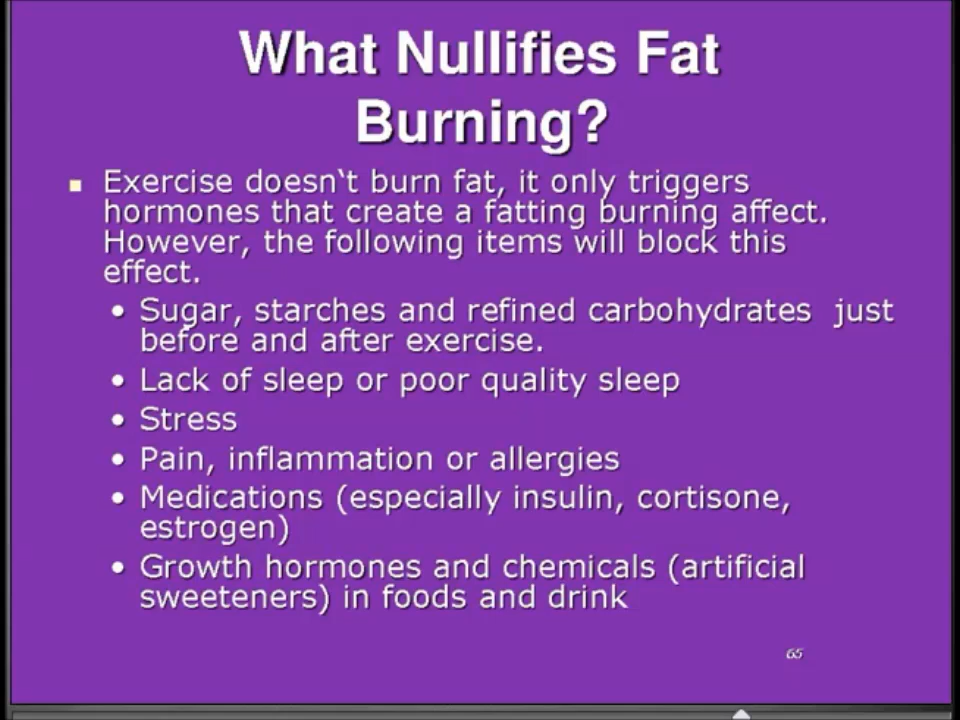 What Nullifies Fat
Burning?
Exercise doesn‘t burn fat, it only triggers
hormones that create a fatting burning affect.
However, the following items will block this
effect.
• Sugar, starches and refined carbohydrates  just
before and after exercise.
• Lack of sleep or poor quality sleep
• Stress
• Pain, inflammation or allergies
• Medications (especially insulin, cortisone,
estrogen)
• Growth hormones and chemicals (artificial
sweeteners) in foods and drink
65